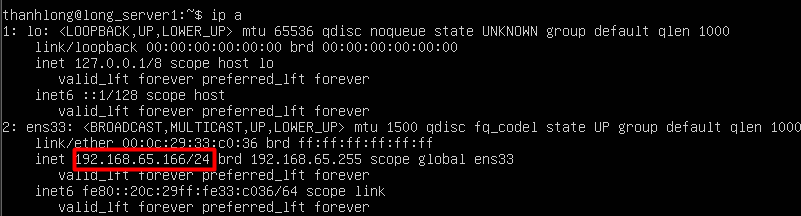 thanhlong@long_server1:~$ ip a
1: lo: <LOOPBACK,UP,LOWER_UP> mtu 65536 qdisc noqueue state UNKNOWN group default qlen 1000
link/loopback 00:00:00:00:00:00 brd 00:00:00:00:00:00
inet 127.0.0.1/8 scope host lo
valid_lft forever preferred_lft forever
inet6 ::1/128 scope host
valid_lft forever preferred_lft forever
2: ens33: <BROADCAST,MULTICAST,UP,LOWER_UP> mtu 1500 qdisc fq_codel state UP group default qlen 1000
link/ether 00:0c:29:33:c0:36 brd ff:ff:ff:ff:ff:ff
inet 192.168.65.166/24 brd 192.168.65.255 scope global ens33
valid_lft forever preferred_lft forever
inet6 fe80::20c:29ff:fe33:c036/64 scope link
valid_lft forever preferred_lft forever